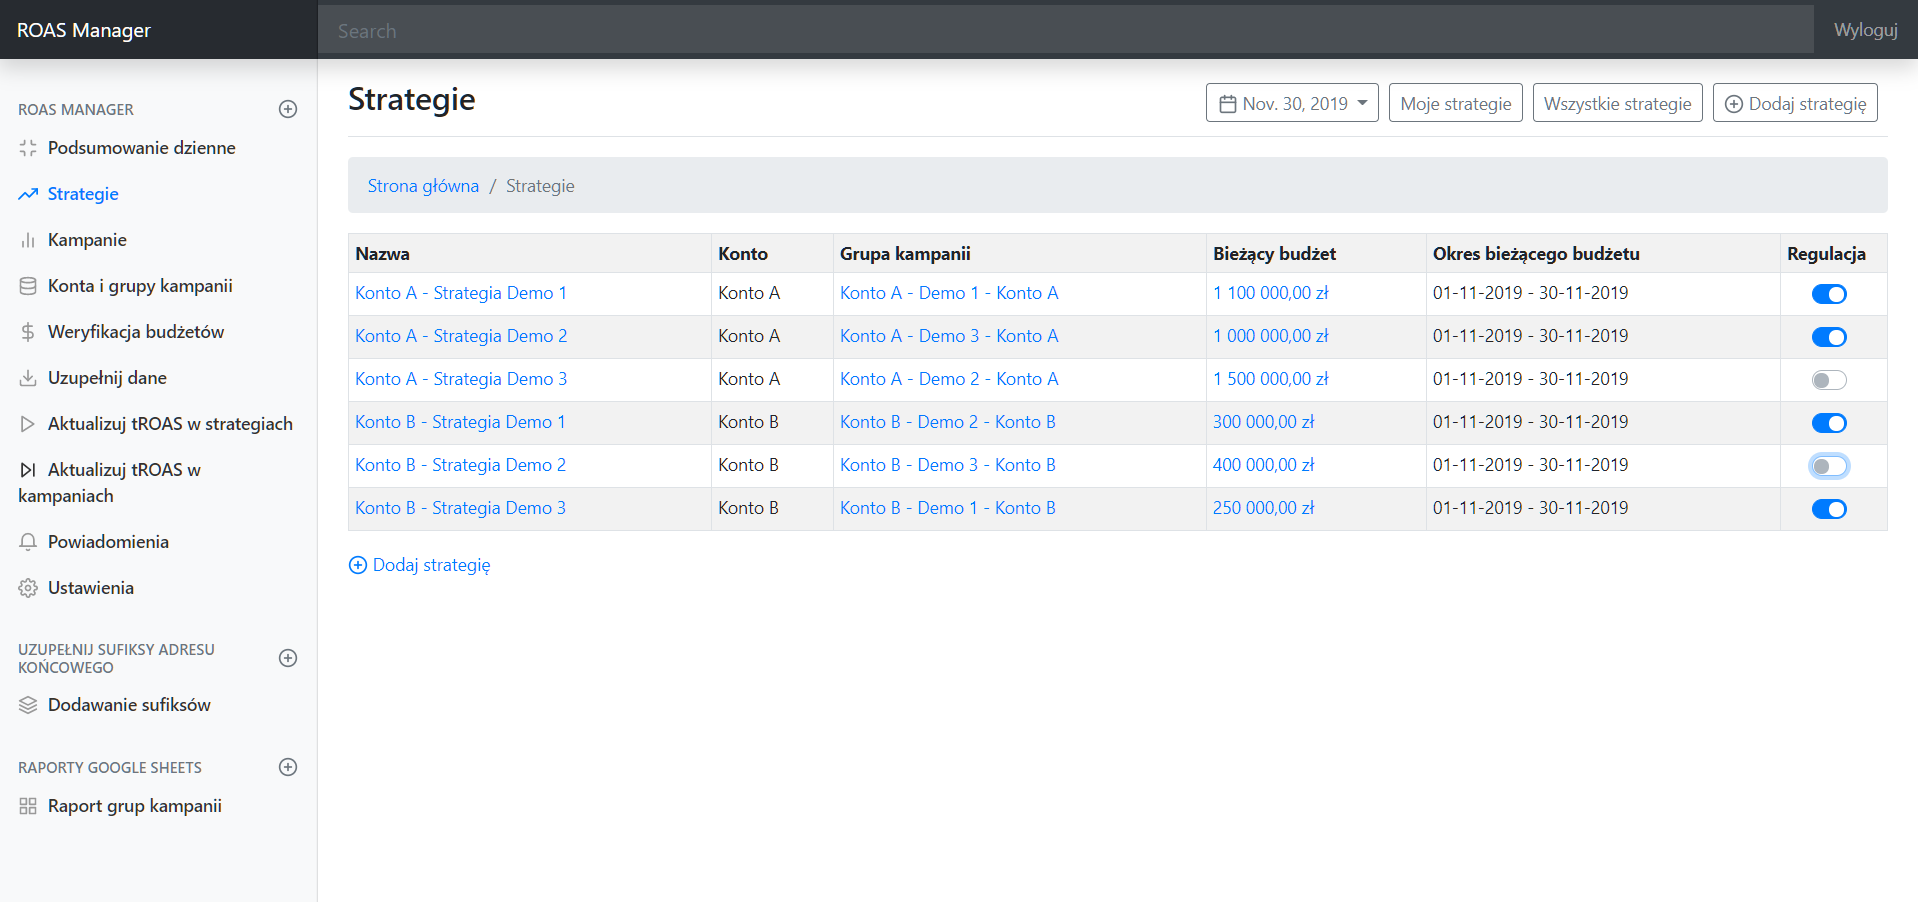 ROAS Manager
Search
Wyloguj
ROAS MANAGER
Podsumowanie dzienne
Strategie
Kampanie
Konta i grupy kampanii
Weryfikacja budżetów
Uzupełnij dane
Aktualizuj tROAS w strategiach
Aktualizuj tROAS w
kampaniach
Powiadomienia
Ustawienia
UZUPEŁNIJ SUFIKSY ADRESU
KOŃCOWEGO
Dodawanie sufiksów
RAPORTY GOOGLE SHEETS
Raport grup kampanii
Strategie
Nov. 30, 2019
Moje strategie
Wszystkie strategie
Dodaj strategię
Strona główna / Strategie
Nazwa Konto Grupa kampanii Bieżący budżet Okres bieżącego budżetu Regulacja
Konto A - Strategia Demo 1 Konto A Konto A - Demo 1 - Konto A 1 100 000,00 zł 01-11-2019 - 30-11-2019
Konto A - Strategia Demo 2 Konto A Konto A - Demo 3 - Konto A 1 000 000,00 zł 01-11-2019 - 30-11-2019
Konto A - Strategia Demo 3 Konto A Konto A - Demo 2 - Konto A 1 500 000,00 zł 01-11-2019 - 30-11-2019
Konto B - Strategia Demo 1 Konto B Konto B - Demo 2 - Konto B 300 000,00 zł 01-11-2019 - 30-11-2019
Konto B - Strategia Demo 2 Konto B Konto B - Demo 3 - Konto B 400 000,00 zł 01-11-2019 - 30-11-2019
Konto B - Strategia Demo 3 Konto B Konto B - Demo 1 - Konto B 250 000,00 zł 01-11-2019 - 30-11-2019
Dodaj strategię